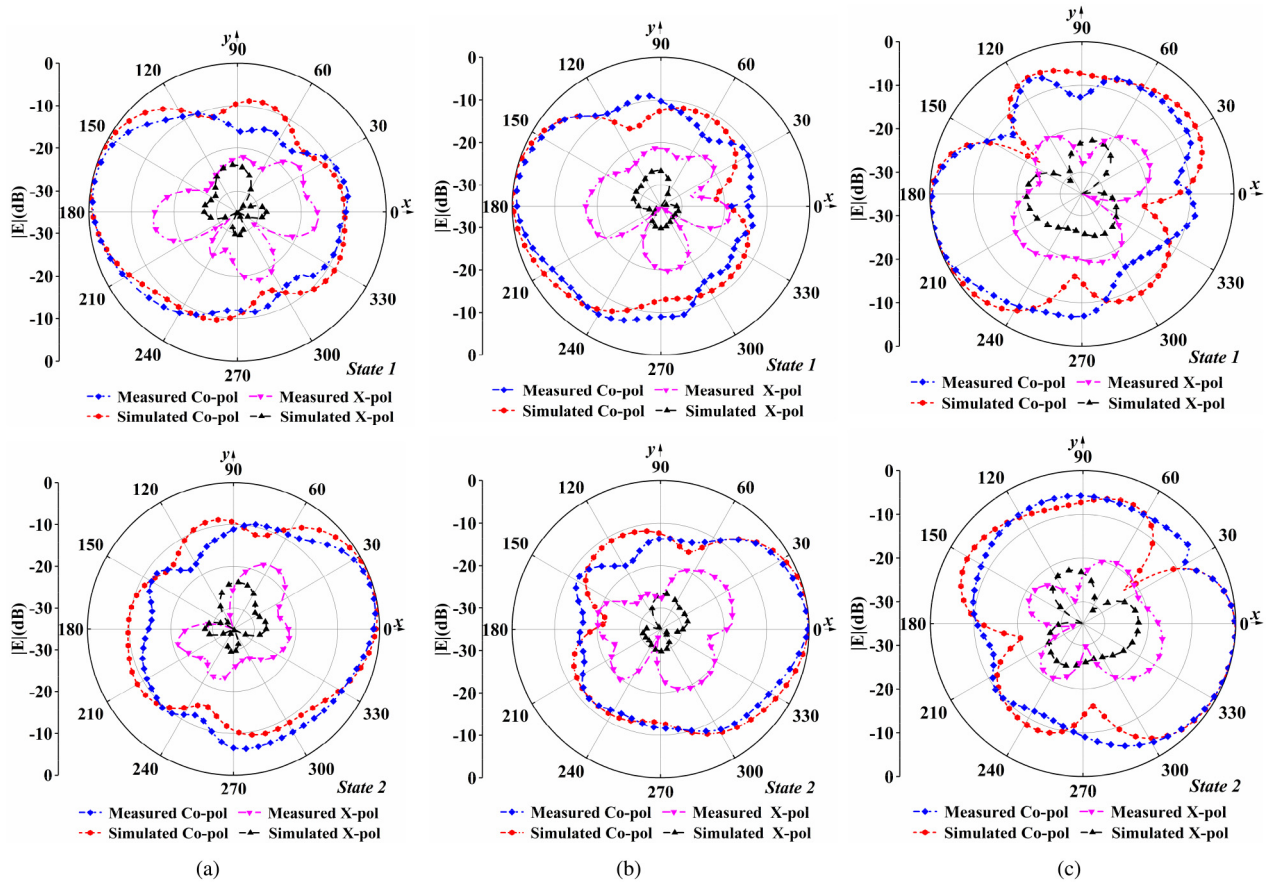 y
90
120
60
150
30
180
0
x
210
330
240
300
270
0
-10
-20
-30
-30
-20
-10
0
|E|(dB)
State 1
Measured Co-pol
Measured X-pol
Simulated Co-pol
Simulated X-pol
y
90
120
60
150
30
180
0
x
210
330
240
300
270
0
-10
-20
-30
-30
-20
-10
0
|E|(dB)
State 1
Measured Co-pol
Measured X-pol
Simulated Co-pol
Simulated X-pol
y
90
120
60
150
30
180
0
x
210
330
240
300
270
0
-10
-20
-30
-30
-20
-10
0
|E|(dB)
State 1
Measured Co-pol
Measured X-pol
Simulated Co-pol
Simulated X-pol
y
90
120
60
150
30
180
0
x
210
330
240
300
270
0
-10
-20
-30
-30
-20
-10
0
|E|(dB)
State 2
Measured Co-pol
Measured X-pol
Simulated Co-pol
Simulated X-pol
y
90
120
60
150
30
180
0
x
210
330
240
300
270
0
-10
-20
-30
-30
-20
-10
0
|E|(dB)
State 2
Measured Co-pol
Measured X-pol
Simulated Co-pol
Simulated X-pol
y
90
120
60
150
30
180
0
x
210
330
240
300
270
0
-10
-20
-30
-30
-20
-10
0
|E|(dB)
State 2
Measured Co-pol
Measured X-pol
Simulated Co-pol
Simulated X-pol
(a)
(b)
(c)